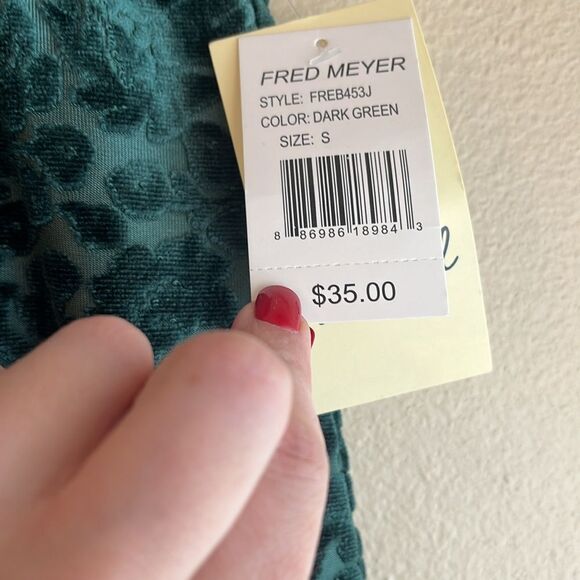 FRED MEYER
STYLE: FREB453J
COLOR: DARK GREEN
SIZE: S
8 86986 18984 3
$35.00